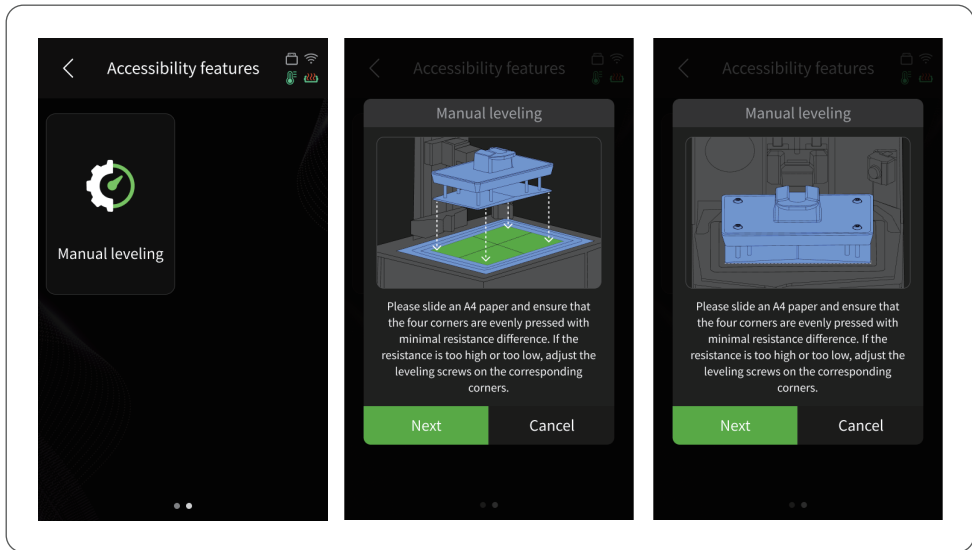 Accessibility features
Manual leveling
Accessibility features
Manual leveling
Please slide an A4 paper and ensure that
the four corners are evenly pressed with
minimal resistance difference. If the
resistance is too high or too low, adjust the
leveling screws on the corresponding
corners.
Next
Cancel
Accessibility features
Manual leveling
Please slide an A4 paper and ensure that
the four corners are evenly pressed with
minimal resistance difference. If the
resistance is too high or too low, adjust the
leveling screws on the corresponding
corners.
Next
Cancel